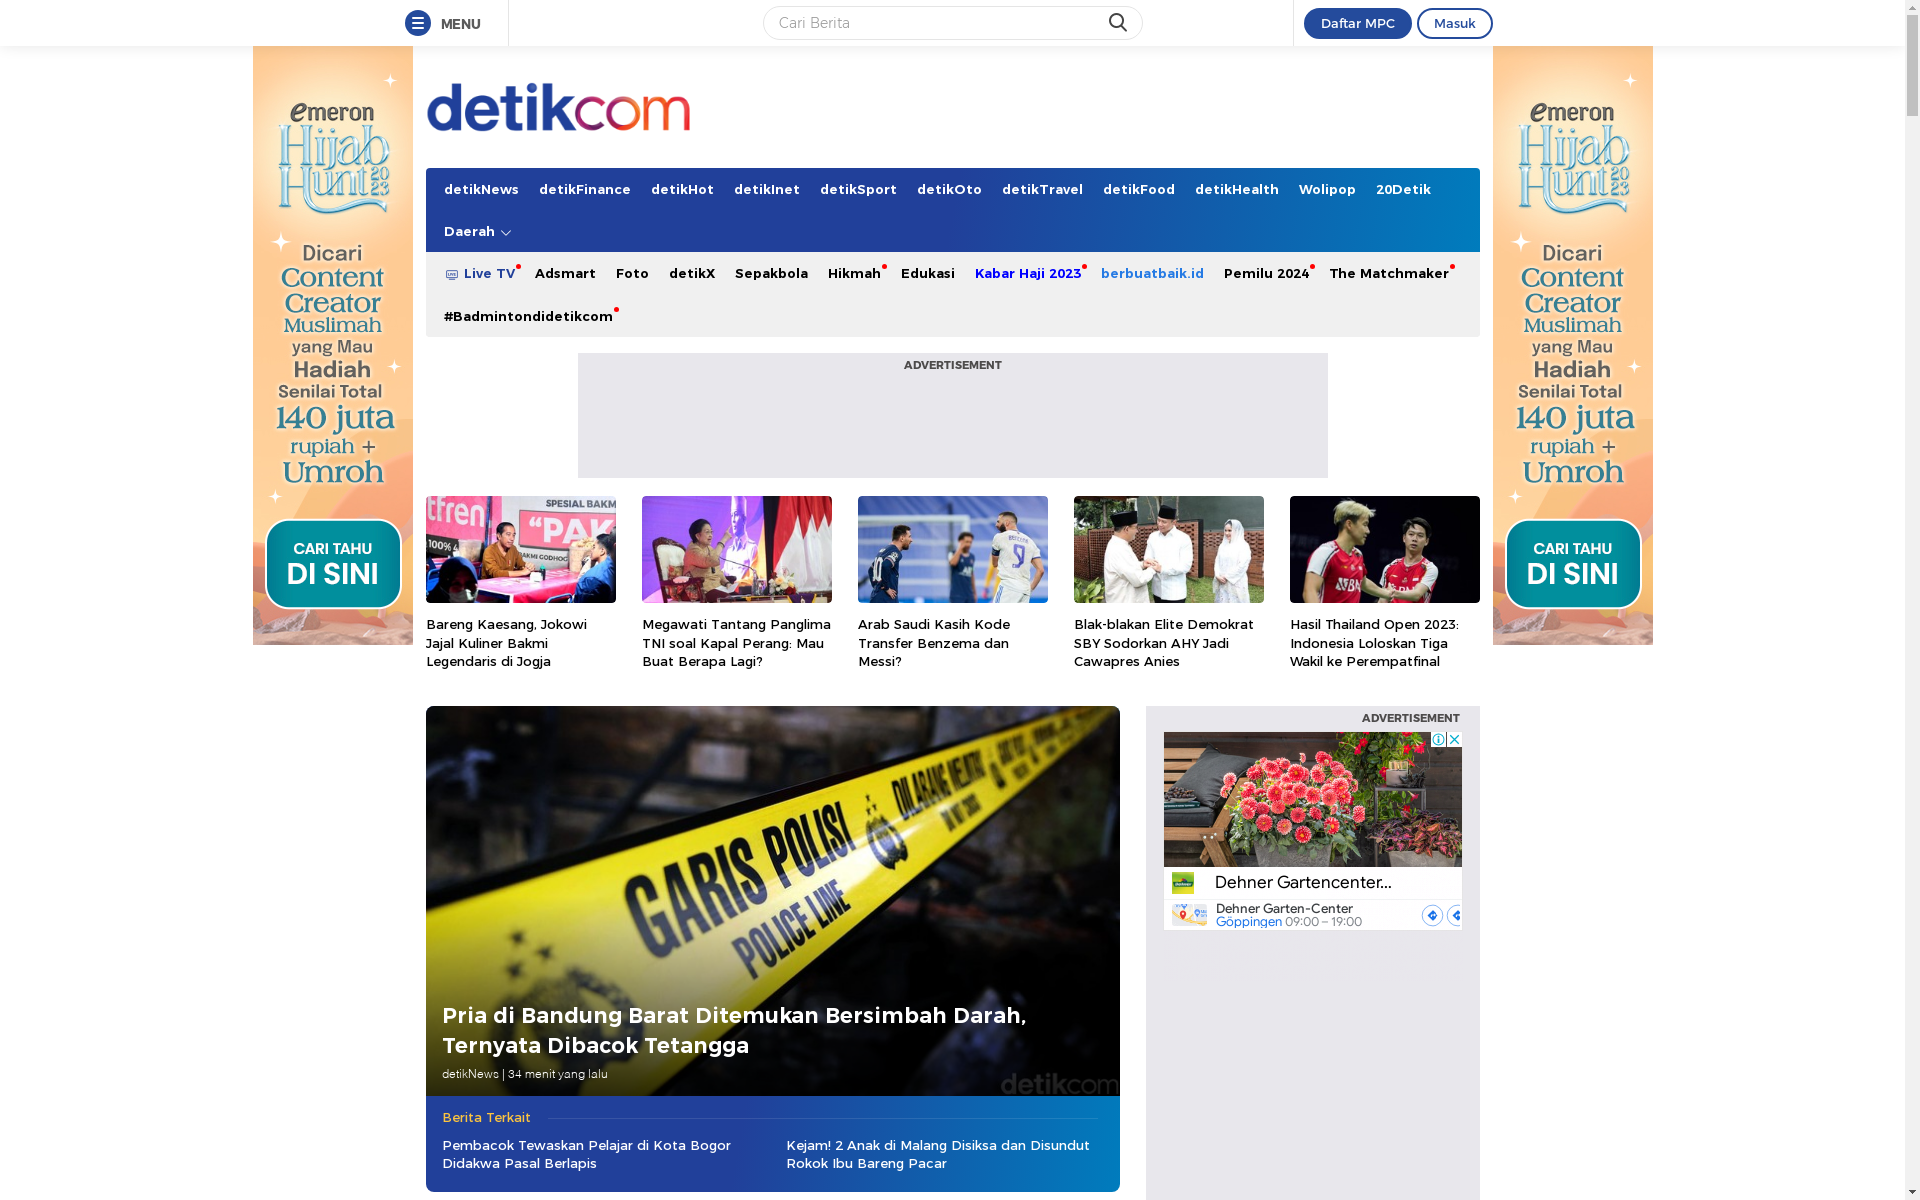 MENU
Cari Berita
Daftar MPC
Masuk
emeron
Hijab
Hunt
2023
Dicari
Content
Creator
Muslimah
yang Mau
Hadiah
Senilai Total
140 juta
rupiah +
Umroh
CARI TAHU
DI SINI
detikcom
detikNews detikFinance detikHot detikInet detikSport detikOto detikTravel detikFood detikHealth Wolipop 20Detik
Daerah
Live TV Adsmart Foto detikX Sepakbola Hikmah Edukasi Kabar Haji 2023 berbuatbaik.id Pemilu 2024 The Matchmaker
#Badmintondidetikcom
ADVERTISEMENT
emeron
Hijab
Hunt
2023
Dicari
Content
Creator
Muslimah
yang Mau
Hadiah
Senilai Total
140 juta
rupiah +
Umroh
CARI TAHU
DI SINI
Bareng Kaesang, Jokowi
Jajal Kuliner Bakmi
Legendaris di Jogja
Megawati Tantang Panglima
TNI soal Kapal Perang: Mau
Buat Berapa Lagi?
Arab Saudi Kasih Kode
Transfer Benzema dan
Messi?
Blak-blakan Elite Demokrat
SBY Sodorkan AHY Jadi
Cawapres Anies
Hasil Thailand Open 2023:
Indonesia Loloskan Tiga
Wakil ke Perempatfinal
GARIS POLISI
POLICE LINE
DILARANG MELINTAS
Pria di Bandung Barat Ditemukan Bersimbah Darah,
Ternyata Dibacok Tetangga
detikNews | 34 menit yang lalu
detikcom
Berita Terkait
Pembacok Tewaskan Pelajar di Kota Bogor
Didakwa Pasal Berlapis
Kejam! 2 Anak di Malang Disiksa dan Disundut
Rokok Ibu Bareng Pacar
ADVERTISEMENT
Dehner Gartencenter...
Dehner Garten-Center
Göppingen 09:00 – 19:00